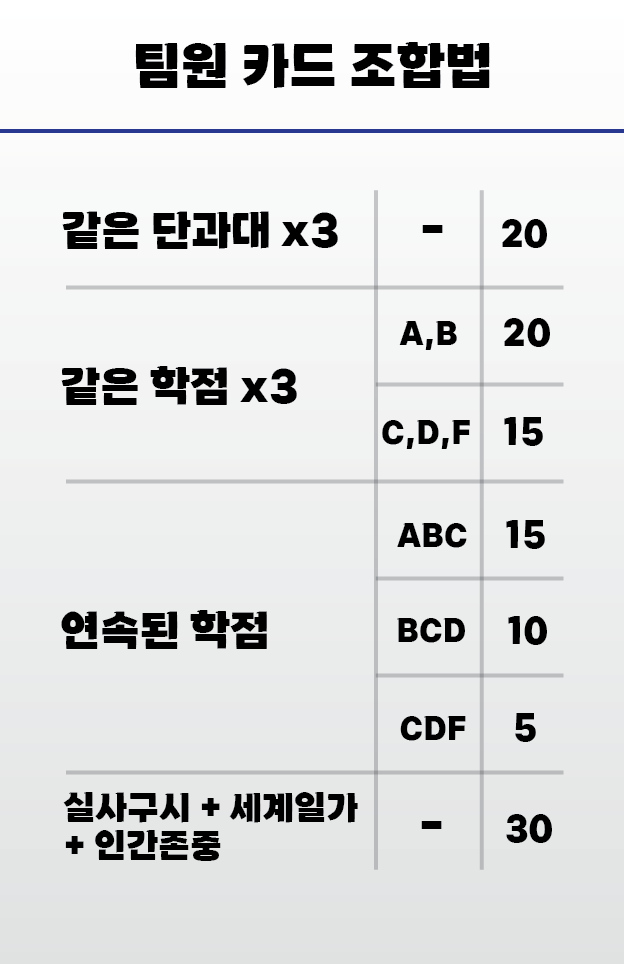 팀원 카드 조합법
같은 단과대 x3 - 20
같은 학점 x3
A,B 20
C,D,F 15
연속된 학점
ABC 15
BCD 10
CDF 5
실사구시 + 세계일가
+ 인간존중
- 30